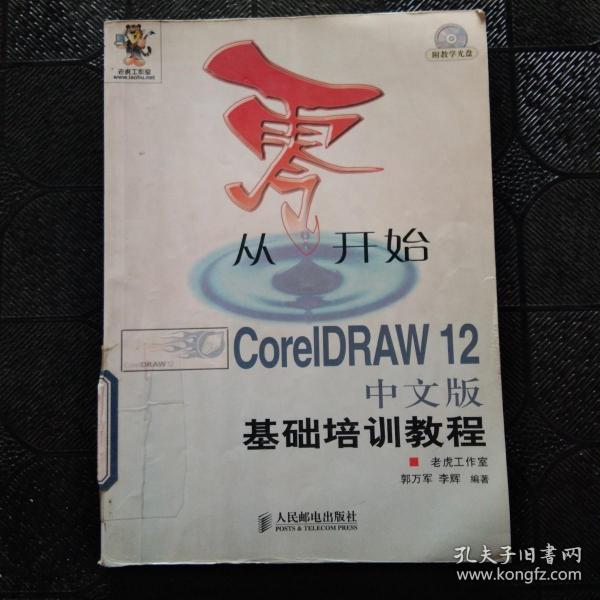 老虎工作室
www.laohu.net
附教学光盘
零
从 开始
CorelDRAW12
CorelDRAW 12
中文版
基础培训教程
老虎工作室
郭万军 李辉 编著
人民邮电出版社
POSTS & TELECOM PRESS
孔夫子旧书网
www.kongfz.com